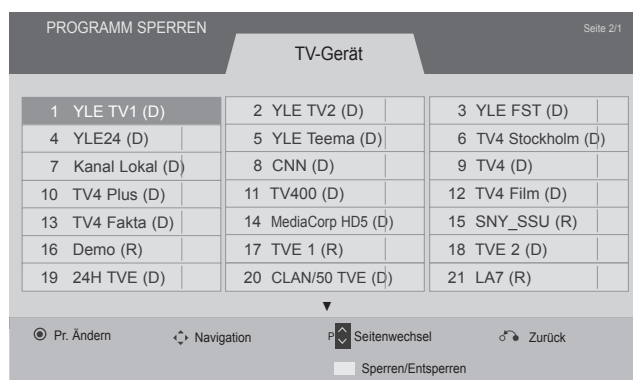 PROGRAMM SPERREN
Seite 2/1
TV-Gerät
1 YLE TV1 (D)
2 YLE TV2 (D)
3 YLE FST (D)
4 YLE24 (D)
5 YLE Teema (D)
6 TV4 Stockholm (D)
7 Kanal Lokal (D)
8 CNN (D)
9 TV4 (D)
10 TV4 Plus (D)
11 TV400 (D)
12 TV4 Film (D)
13 TV4 Fakta (D)
14 MediaCorp HD5 (D)
15 SNY_SSU (R)
16 Demo (R)
17 TVE 1 (R)
18 TVE 2 (D)
19 24H TVE (D)
20 CLAN/50 TVE (D)
21 LA7 (R)
Pr. Ändern
Navigation
P Seitenwechsel
Zurück
Sperren/Entsperren